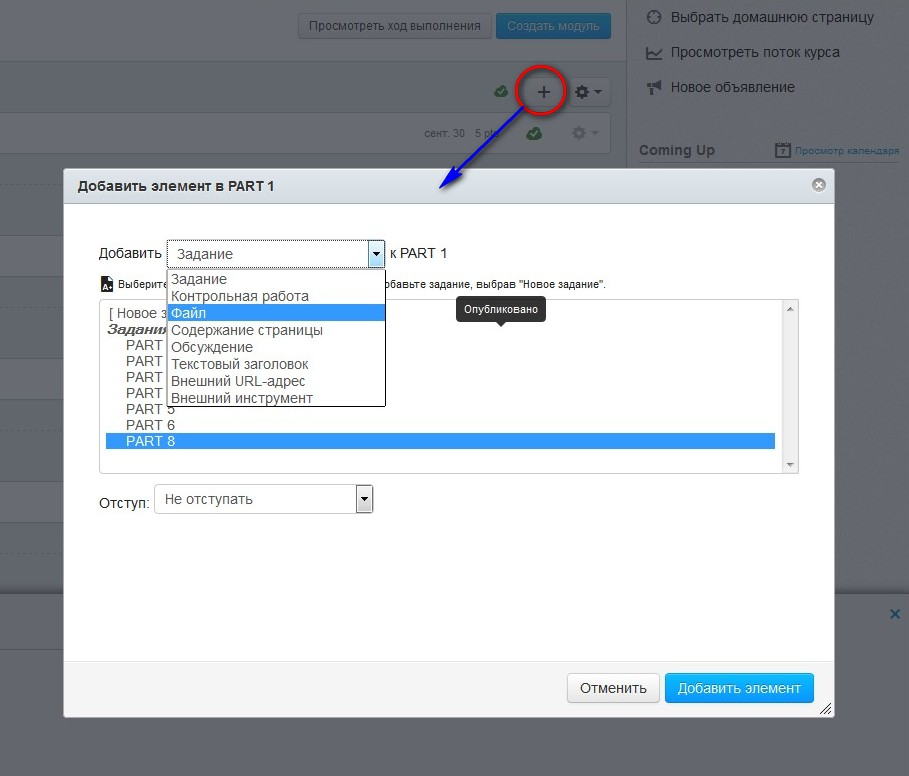 Просмотреть ход выполнения
Создать модуль
Выбрать домашнюю страницу
Просмотреть поток курса
Новое объявление
сент. 30 5 pts
Coming Up
7
Просмотр календаря
Добавить элемент в PART 1
Добавить Задание к PART 1
A+
Выберите
обавьте задание, выбрав "Новое задание".
Задание
Контрольная работа
Файл
Содержание страницы
Обсуждение
Текстовый заголовок
Внешний URL-адрес
Внешний инструмент
Опубликовано
[ Новое з
Задания
PART
PART
PART
PART
PART 5
PART 6
PART 8
Отступ: Не отступать
Отменить
Добавить элемент